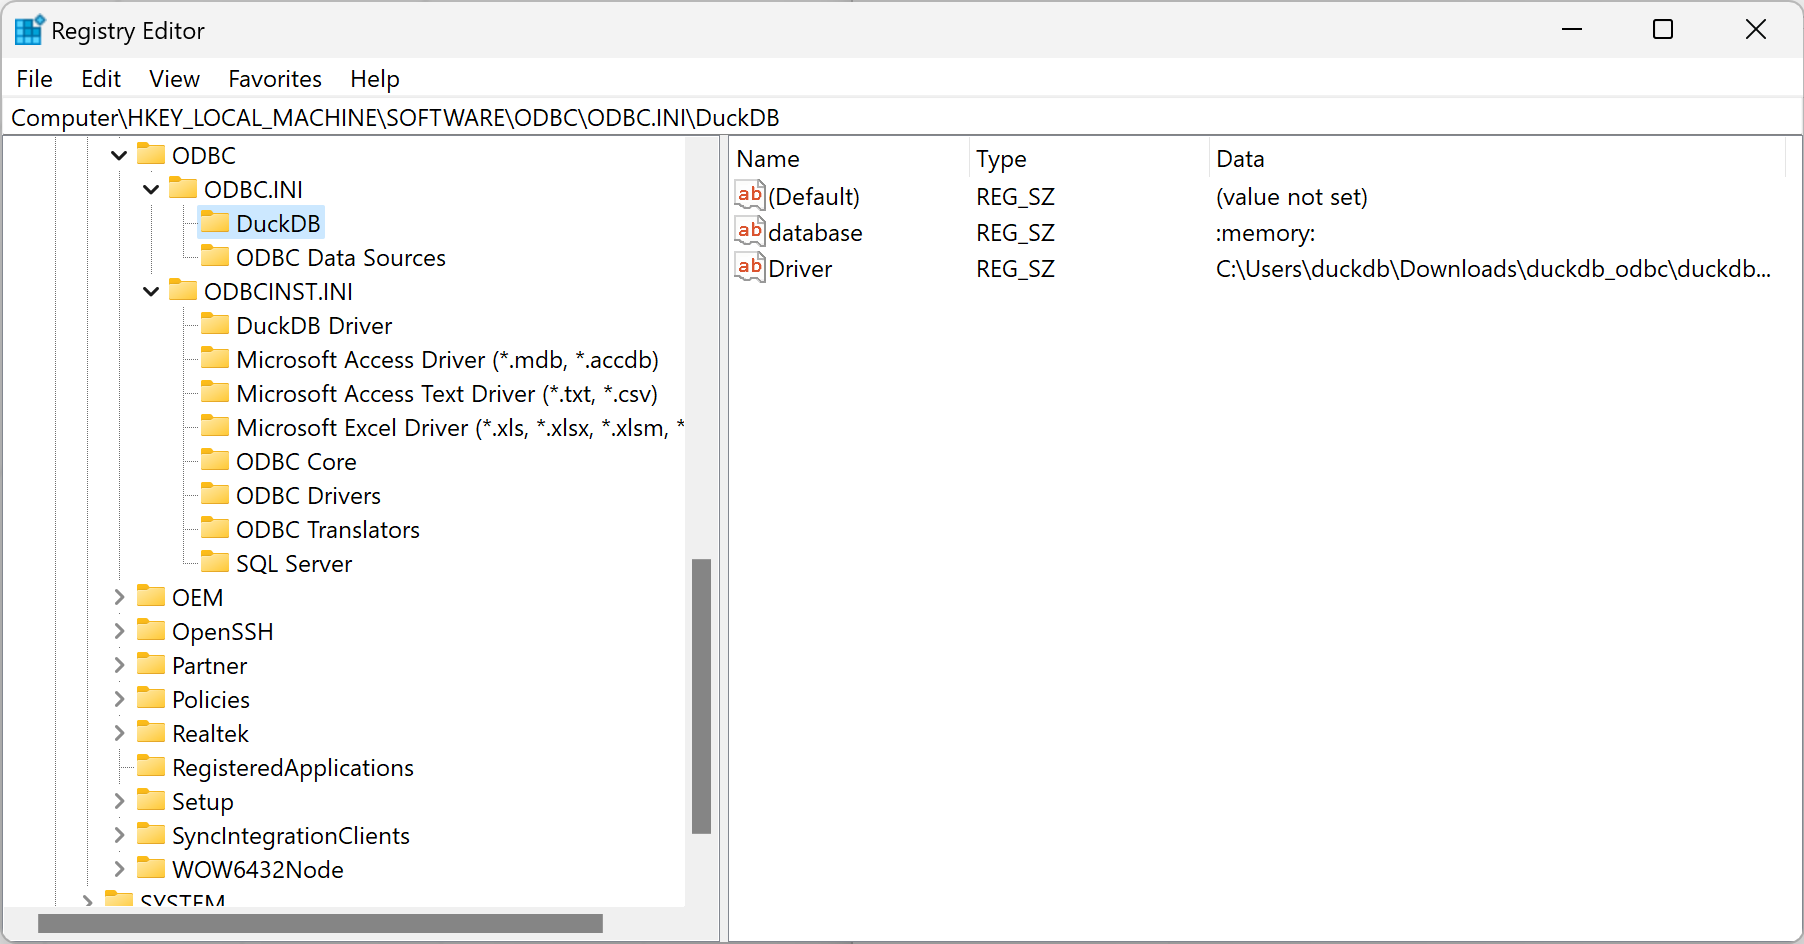 Registry Editor
File Edit View Favorites Help
Computer\HKEY_LOCAL_MACHINE\SOFTWARE\ODBC\ODBC.INI\DuckDB
ODBC
ODBC.INI
DuckDB
ODBC Data Sources
ODBCINST.INI
DuckDB Driver
Microsoft Access Driver (*.mdb, *.accdb)
Microsoft Access Text Driver (*.txt, *.csv)
Microsoft Excel Driver (*.xls, *.xlsx, *.xlsm, *
ODBC Core
ODBC Drivers
ODBC Translators
SQL Server
OEM
OpenSSH
Partner
Policies
Realtek
RegisteredApplications
Setup
SyncIntegrationClients
WOW6432Node
SYSTEM
Name Type Data
ab (Default) REG_SZ (value not set)
ab database REG_SZ :memory:
ab Driver REG_SZ C:\Users\duckdb\Downloads\duckdb_odbc\duckdb...